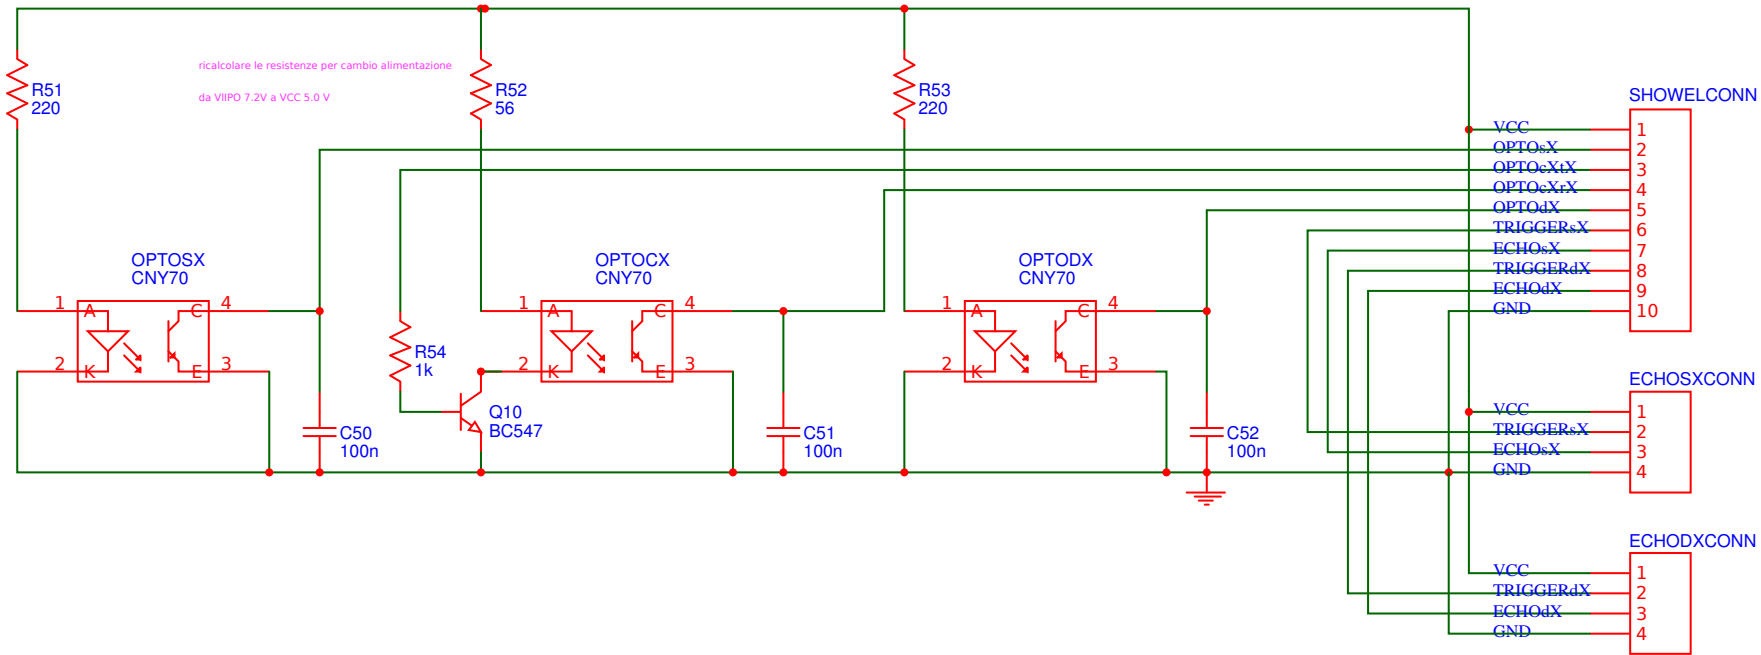 ricalcolare le resistenze per cambio alimentazione
da VIIPO 7.2V a VCC 5.0 V
R51
220
R52
56
R53
220
SHOWELCONN
VCC 1
OPTOsX 2
OPTOcXtX 3
OPTOcXrX 4
OPTOdX 5
TRIGGERsX 6
ECHOsX 7
TRIGGERdX 8
ECHOdX 9
GND 10
OPTOSX
CNY70
1 A C 4
2 K E 3
OPTOCX
CNY70
1 A C 4
2 K E 3
OPTODX
CNY70
1 A C 4
2 K E 3
R54
1k
Q10
BC547
C50
100n
C51
100n
C52
100n
ECHOSXCONN
VCC 1
TRIGGERsX 2
ECHOsX 3
GND 4
ECHODXCONN
VCC 1
TRIGGERdX 2
ECHOdX 3
GND 4